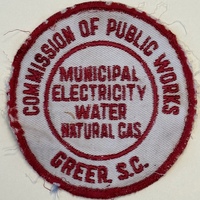 COMMISSION OF PUBLIC WORKS
MUNICIPAL
ELECTRICITY
WATER
NATURAL GAS
GREER, S.C.